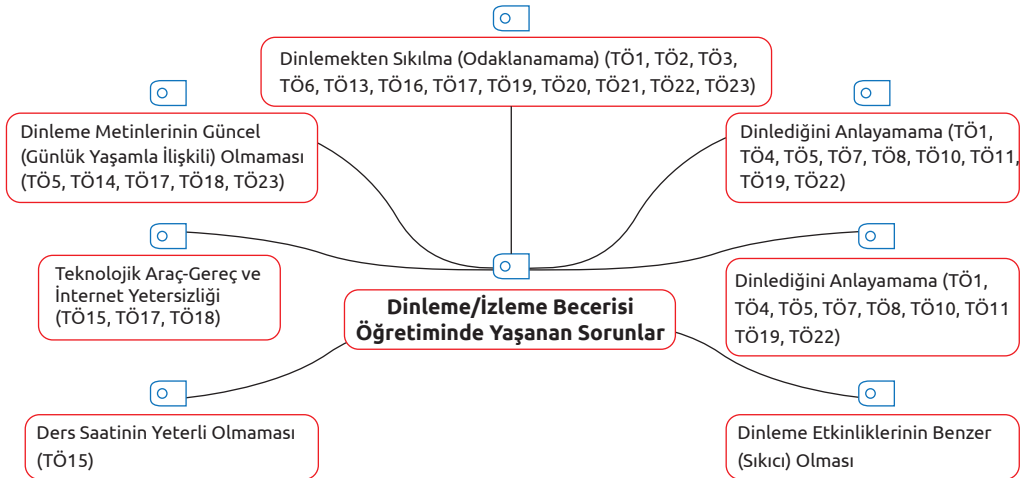 Dinlemekten Sıkılma (Odaklanamama) (TÖ1, TÖ2, TÖ3,
TÖ6, TÖ13, TÖ16, TÖ17, TÖ19, TÖ20, TÖ21, TÖ22, TÖ23)
Dinleme Metinlerinin Güncel
(Günlük Yaşamla İlişkili) Olmaması
(TÖ5, TÖ14, TÖ17, TÖ18, TÖ23)
Dinlediğini Anlayamama (TÖ1,
TÖ4, TÖ5, TÖ7, TÖ8, TÖ10, TÖ11,
TÖ19, TÖ22)
Teknolojik Araç-Gereç ve
İnternet Yetersizliği
(TÖ15, TÖ17, TÖ18)
Dinleme/İzleme Becerisi
Öğretiminde Yaşanan Sorunlar
Dinlediğini Anlayamama (TÖ1,
TÖ4, TÖ5, TÖ7, TÖ8, TÖ10, TÖ11
TÖ19, TÖ22)
Ders Saatinin Yeterli Olmaması
(TÖ15)
Dinleme Etkinliklerinin Benzer
(Sıkıcı) Olması